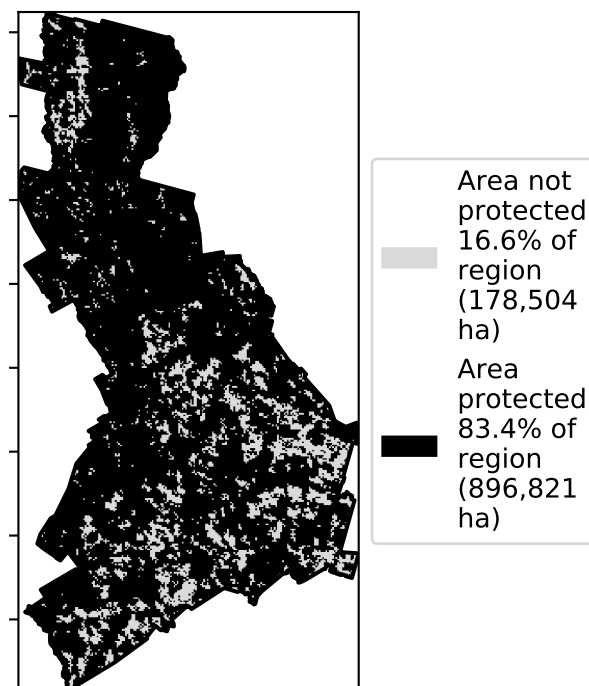 Area not
protected
16.6% of
region
(178,504
ha)
Area
protected
83.4% of
region
(896,821
ha)